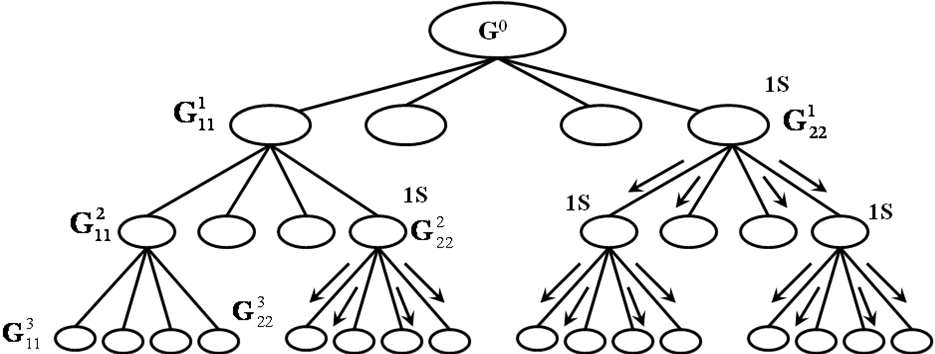 G⁰
1S
G¹₁₁
G¹₂₂
1S
1S
1S
G²₁₁
G²₂₂
G³₁₁
G³₂₂